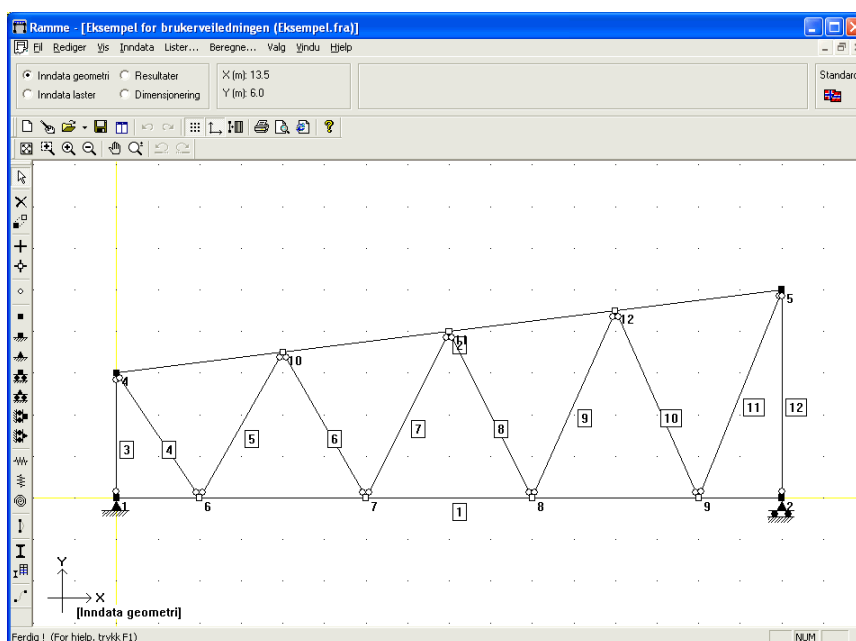 Ramme - [Eksempel for brukerveiledningen (Eksempel.fra)]
Fil Rediger Vis Inndata Lister... Beregne... Valg Vindu Hjelp
Inndata geometri
Resultater
Inndata laster
Dimensjonering
X (m): 13.5
Y (m): 6.0
Standard
5
12
11
2
10
4
11
12
10
9
8
7
6
5
4
3
1
6
7
1
8
9
2
Y
X
[Inndata geometri]
Ferdig ! (For hjelp, trykk F1)
NUM